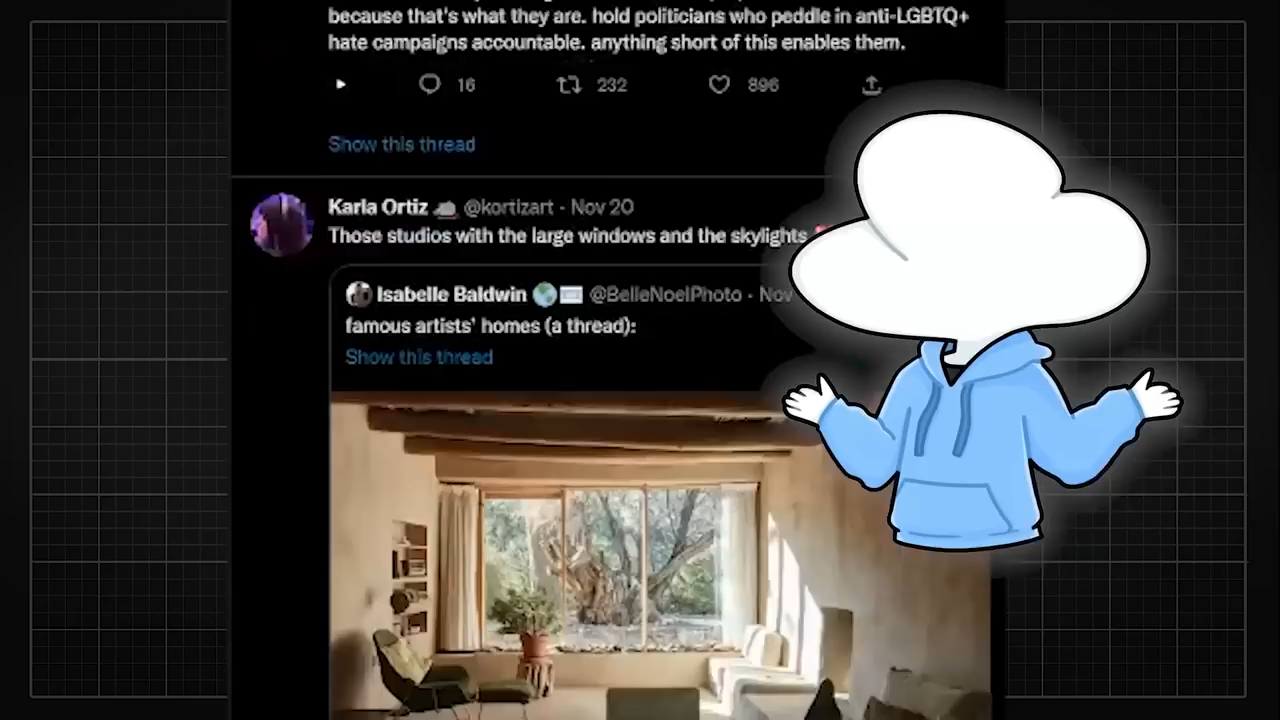 because that's what they are. hold politicians who peddle in anti-LGBTQ+
hate campaigns accountable. anything short of this enables them.
16 232 896
Show this thread
Karla Ortiz @kortizart · Nov 20
Those studios with the large windows and the skylights
Isabelle Baldwin @BelleNoelPhoto · Nov
famous artists' homes (a thread):
Show this thread